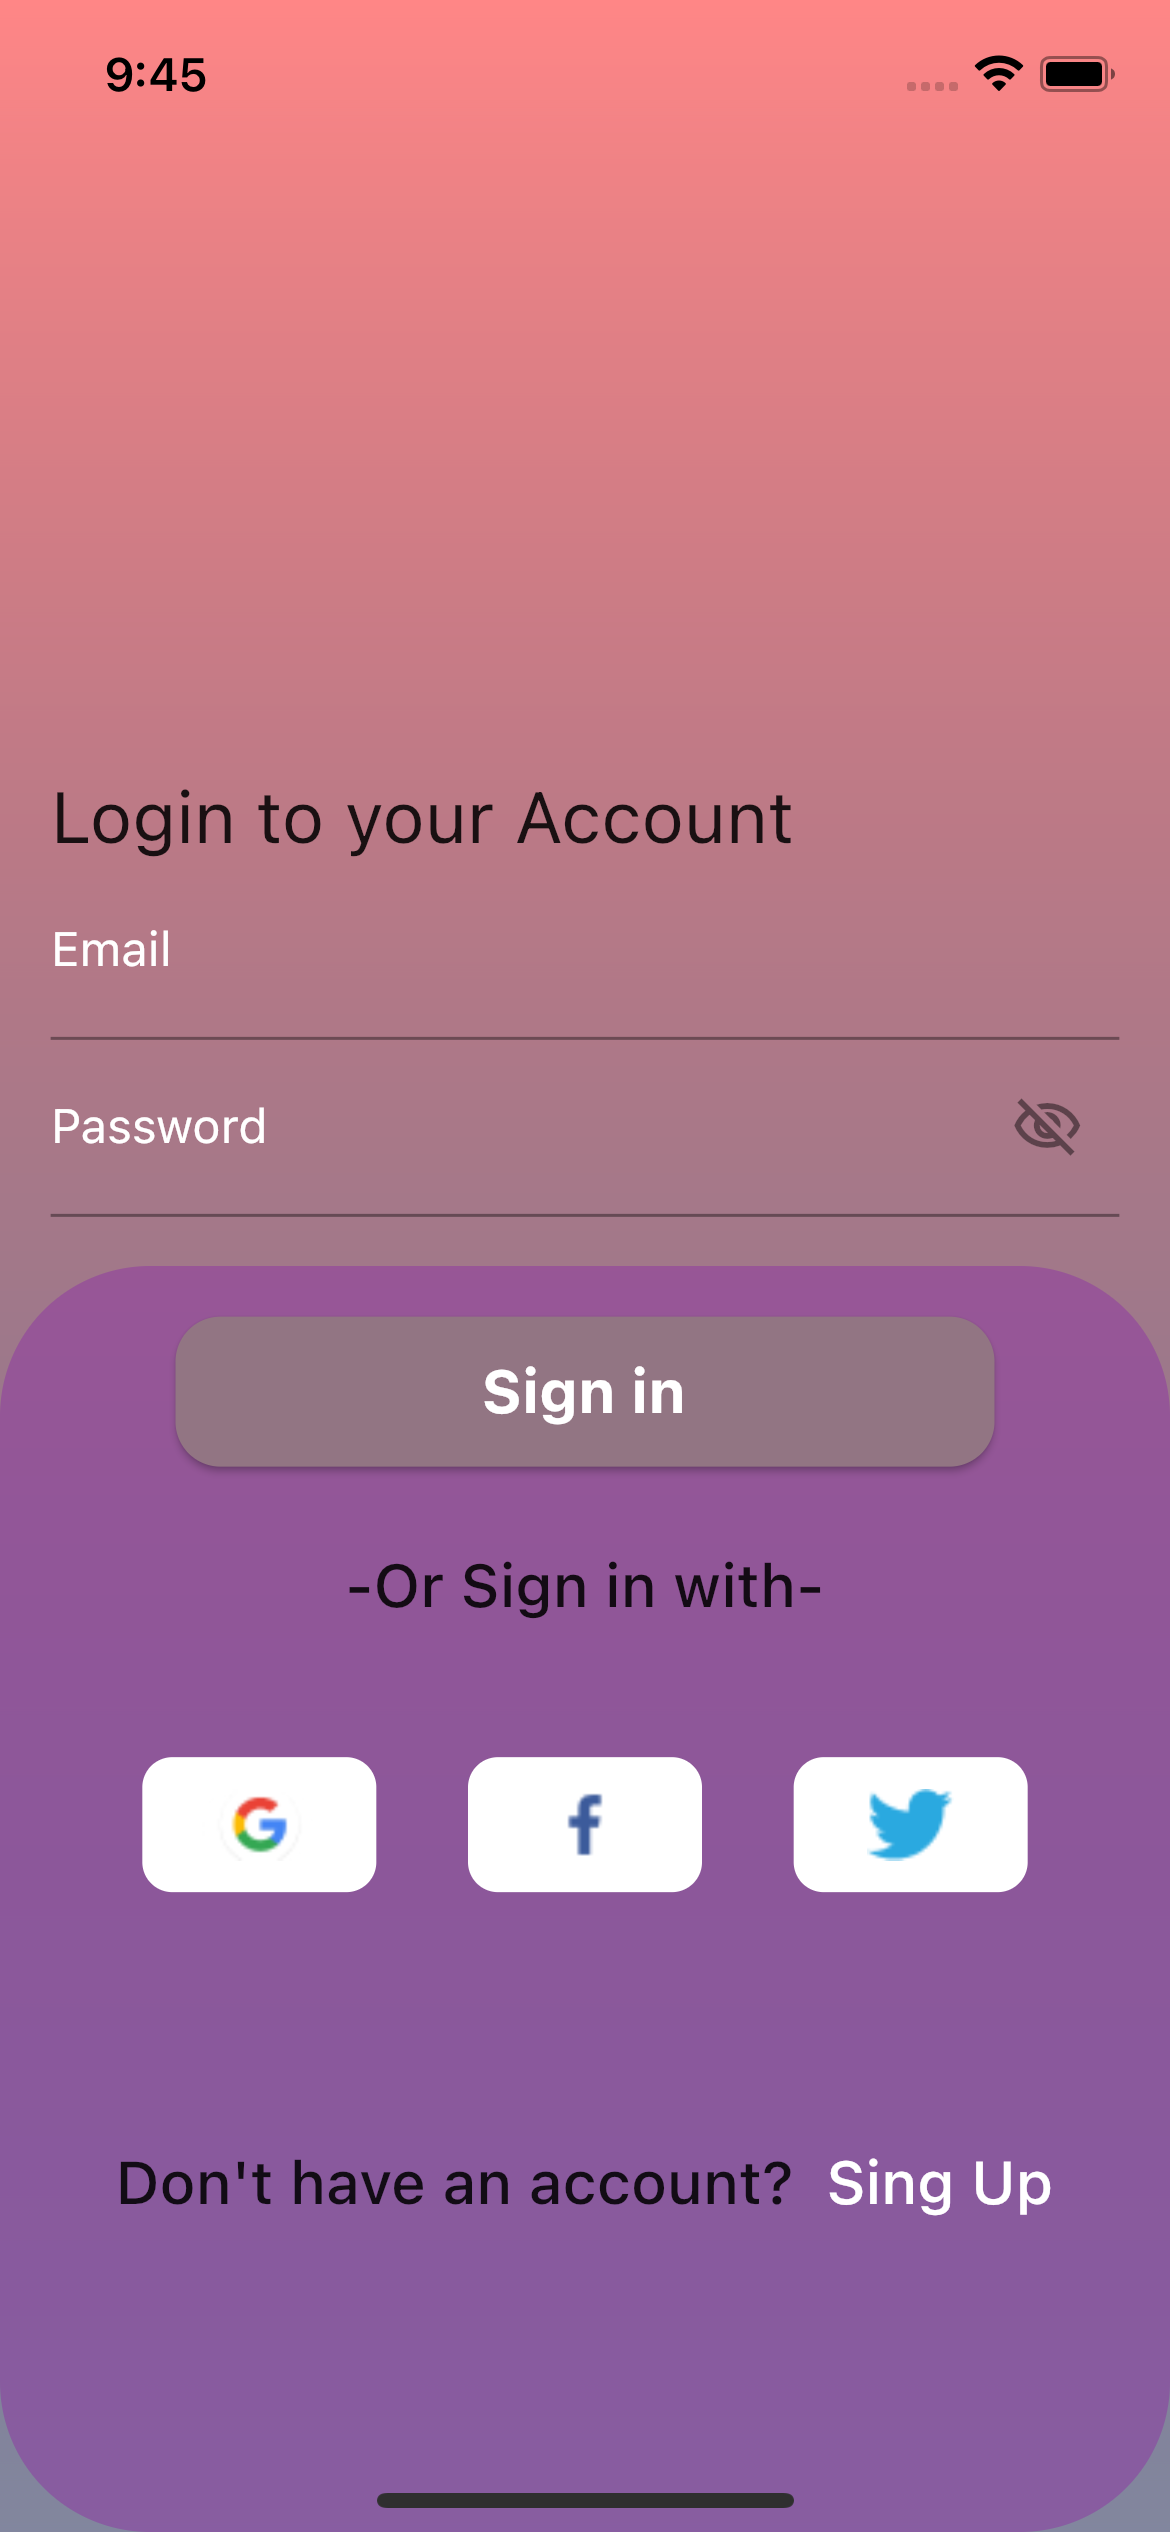 9:45
Login to your Account
Email
Password
Sign in
-Or Sign in with-
Don't have an account? Sing Up